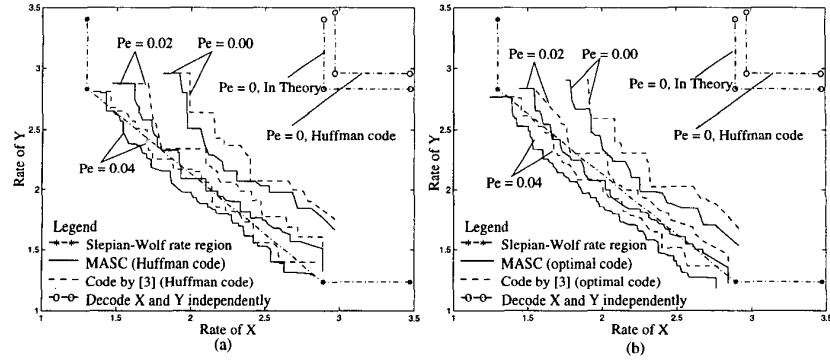 3.5
3
2.5
2
1.5
1
Rate of Y
Pe = 0.02
Pe = 0.00
Pe = 0, In Theory
Pe = 0, Huffman code
Pe = 0.04
Legend
Slepian-Wolf rate region
MASC (Huffman code)
Code by [3] (Huffman code)
Decode X and Y independently
1 1.5 2 2.5 3 3.5
Rate of X
(a)
3.5
3
2.5
2
1.5
1
Rate of Y
Pe = 0.02
Pe = 0.00
Pe = 0, In Theory
Pe = 0, Huffman code
Pe = 0.04
Legend
Slepian-Wolf rate region
MASC (optimal code)
Code by [3] (optimal code)
Decode X and Y independently
1 1.5 2 2.5 3 3.5
Rate of X
(b)